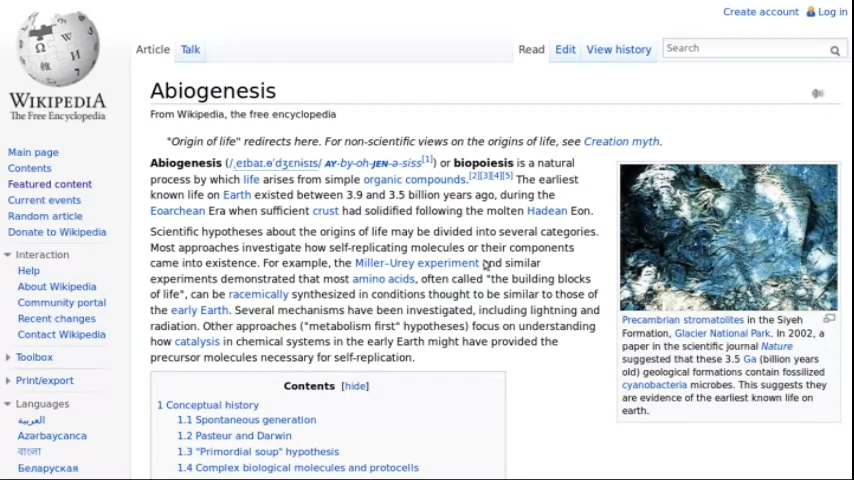 Create account Log in
WIKIPEDIA
The Free Encyclopedia
Main page
Contents
Featured content
Current events
Random article
Donate to Wikipedia
Interaction
Help
About Wikipedia
Community portal
Recent changes
Contact Wikipedia
Toolbox
Print/export
Languages
العربية
Azərbaycanca
বাংলা
Беларуская
Article Talk Read Edit View history Search
Abiogenesis
From Wikipedia, the free encyclopedia
"Origin of life" redirects here. For non-scientific views on the origins of life, see Creation myth.
Abiogenesis (/ˌeɪbaɪ.ɵˈdʒɛnɨsɪs/ AY-by-oh-JEN-ə-siss[1]) or biopoiesis is a natural
process by which life arises from simple organic compounds.[2][3][4][5] The earliest
known life on Earth existed between 3.9 and 3.5 billion years ago, during the
Eoarchean Era when sufficient crust had solidified following the molten Hadean Eon.
Scientific hypotheses about the origins of life may be divided into several categories.
Most approaches investigate how self-replicating molecules or their components
came into existence. For example, the Miller–Urey experiment and similar
experiments demonstrated that most amino acids, often called "the building blocks
of life", can be racemically synthesized in conditions thought to be similar to those of
the early Earth. Several mechanisms have been investigated, including lightning and
radiation. Other approaches ("metabolism first" hypotheses) focus on understanding
how catalysis in chemical systems in the early Earth might have provided the
precursor molecules necessary for self-replication.
Precambrian stromatolites in the Siyeh
Formation, Glacier National Park. In 2002, a
paper in the scientific journal Nature
suggested that these 3.5 Ga (billion years
old) geological formations contain fossilized
cyanobacteria microbes. This suggests they
are evidence of the earliest known life on
earth.
Contents [hide]
1 Conceptual history
1.1 Spontaneous generation
1.2 Pasteur and Darwin
1.3 "Primordial soup" hypothesis
1.4 Complex biological molecules and protocells